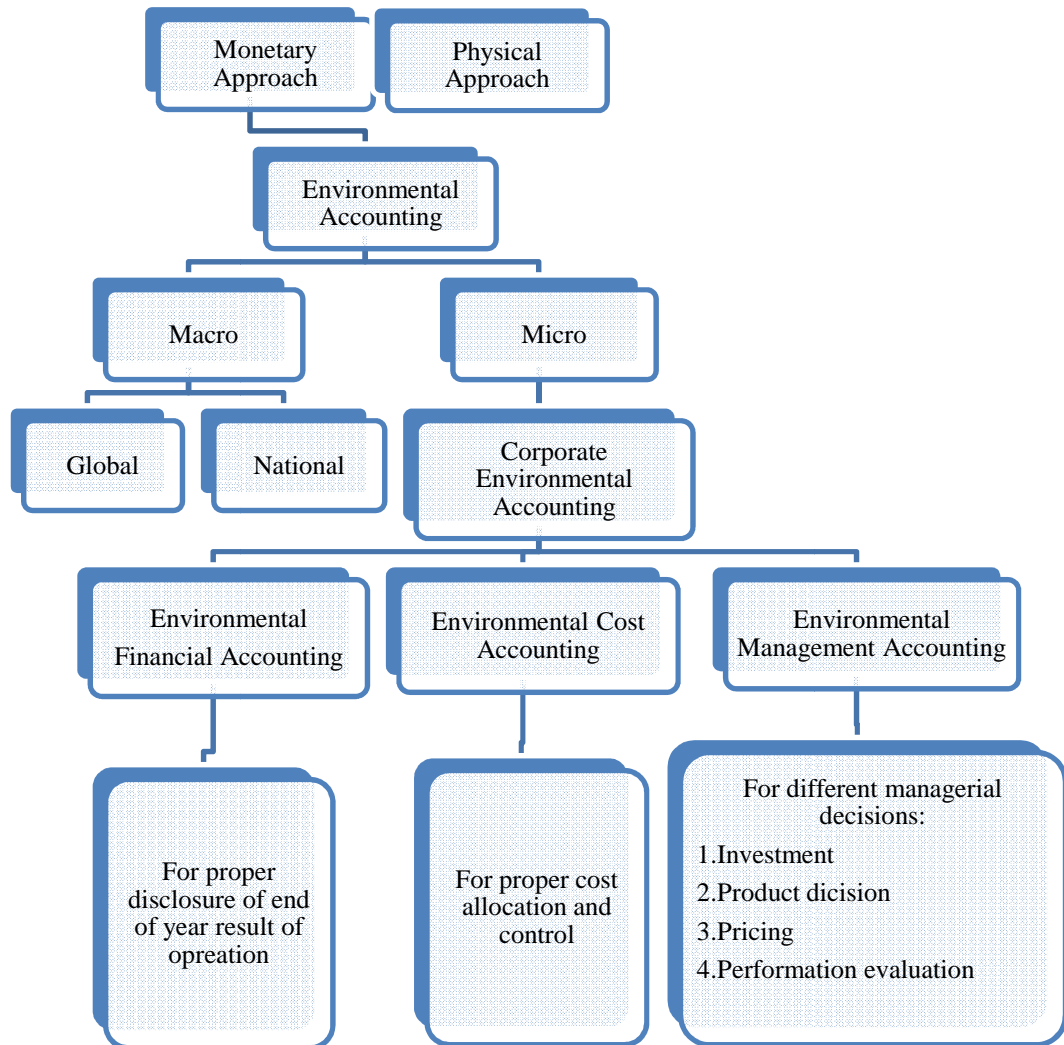 Monetary
Approach
Physical
Approach
Environmental
Accounting
Macro
Micro
Global
National
Corporate
Environmental
Accounting
Environmental
Financial Accounting
Environmental Cost
Accounting
Environmental
Management Accounting
For proper
disclosure of end
of year result of
opreation
For proper cost
allocation and
control
For different managerial
decisions:
1.Investment
2.Product dicision
3.Pricing
4.Performation evaluation